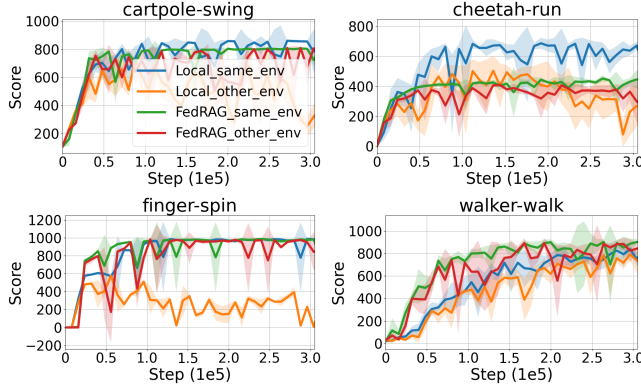 cartpole-swing
1000
800
600
400
200
Score
0.0 0.5 1.0 1.5 2.0 2.5 3.0
Step (1e5)
Local_same_env
Local_other_env
FedRAG_same_env
FedRAG_other_env
cheetah-run
800
600
400
200
0
Score
0.0 0.5 1.0 1.5 2.0 2.5 3.0
Step (1e5)
finger-spin
1200
1000
800
600
400
200
0
−200
Score
0.0 0.5 1.0 1.5 2.0 2.5 3.0
Step (1e5)
walker-walk
1000
800
600
400
200
0
Score
0.0 0.5 1.0 1.5 2.0 2.5 3.0
Step (1e5)